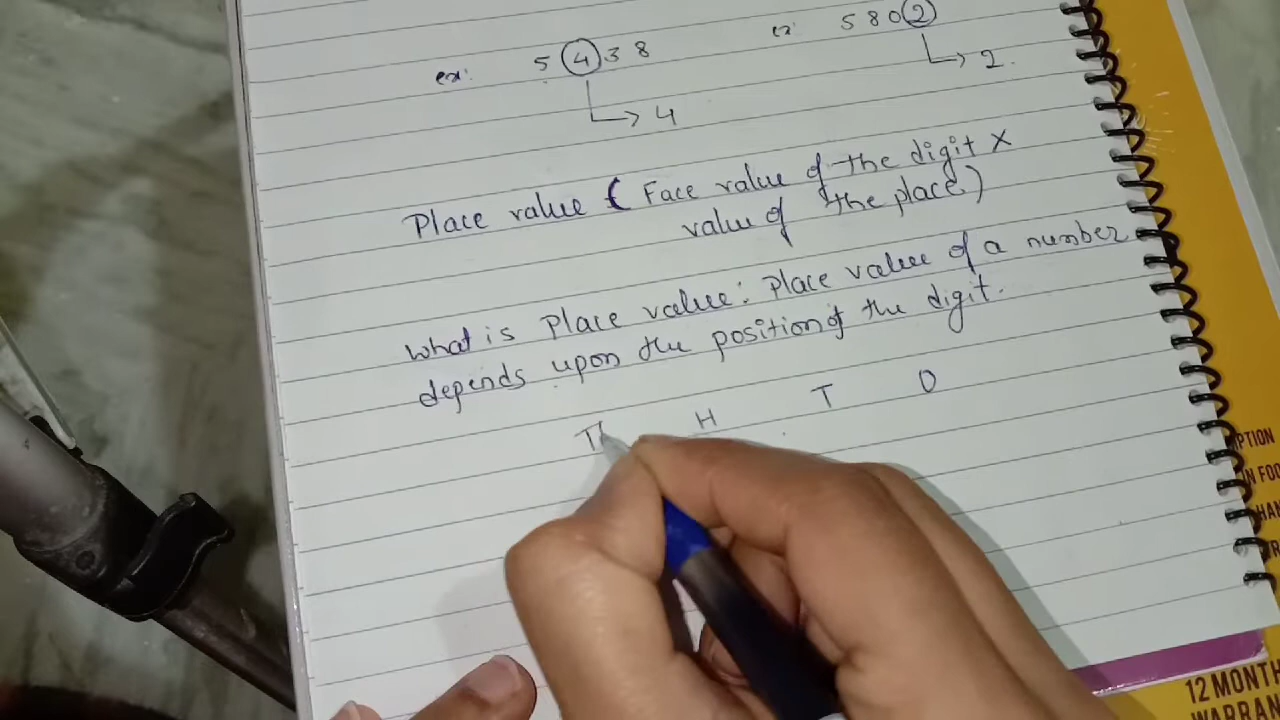 ex: 5 4 3 8
→ 4
ex: 5 8 0 2
→ 2.
Place value ( Face value of the digit X
value of the place.)
What is Place value: Place value of a number
depends upon the position of the digit.
Th H T O
12 MONTH